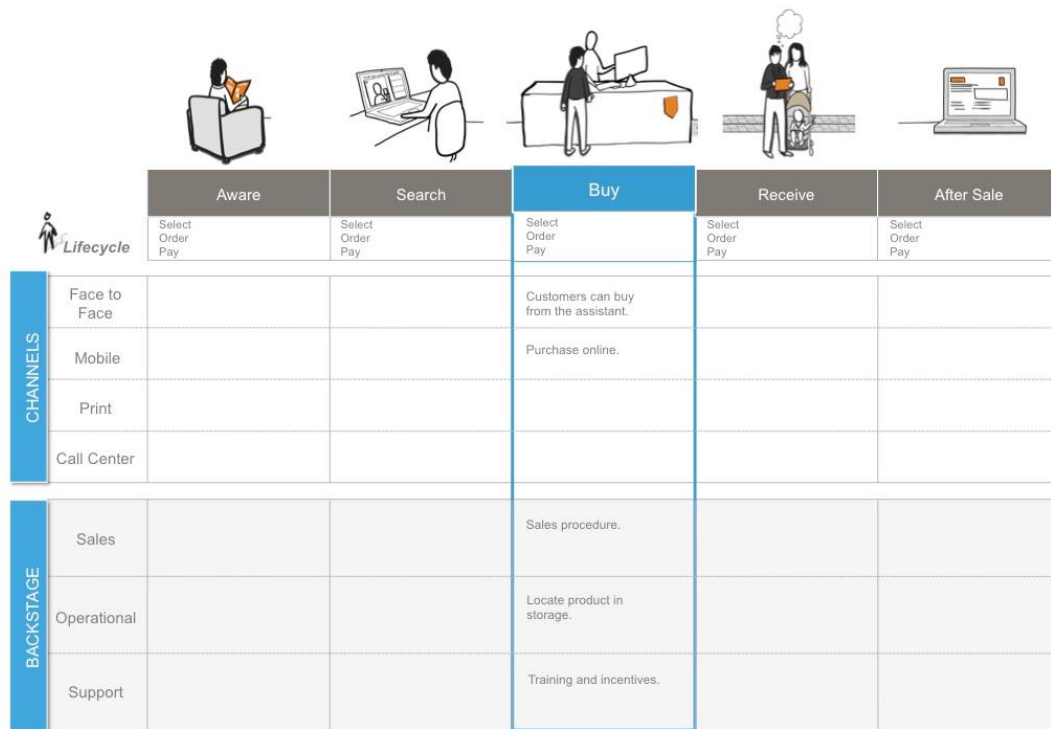 Aware
Search
Buy
Receive
After Sale
Lifecycle
Select
Order
Pay
Select
Order
Pay
Select
Order
Pay
Select
Order
Pay
Select
Order
Pay
CHANNELS
Face to
Face
Customers can buy
from the assistant.
Mobile
Purchase online.
Print
Call Center
BACKSTAGE
Sales
Sales procedure.
Operational
Locate product in
storage.
Support
Training and incentives.